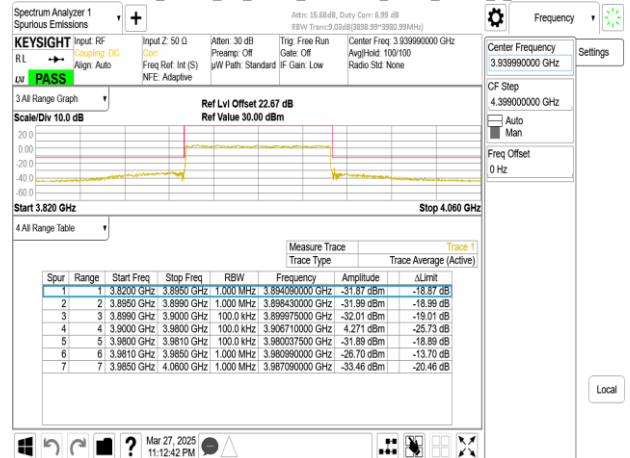 Spectrum Analyzer 1
Spurious Emissions
Attn: 15.68dB, Duty Corr: 6.99 dB
RBW Trans:9.03dB(3898.99~3980.99MHz)
Frequency
KEYSIGHT
RL
LXI
PASS
Input: RF
Coupling: DC
Align: Auto
Input Z: 50 Ω
Corr
Freq Ref: Int (S)
NFE: Adaptive
Atten: 30 dB
Preamp: Off
µW Path: Standard
Trig: Free Run
Gate: Off
IF Gain: Low
Center Freq: 3.939990000 GHz
Avg|Hold: 100/100
Radio Std: None
Center Frequency
3.939990000 GHz
Settings
CF Step
4.399000000 GHz
Auto
Man
Freq Offset
0 Hz
Local
3 All Range Graph
Scale/Div 10.0 dB
Ref Lvl Offset 22.67 dB
Ref Value 30.00 dBm
20.0
0.00
-20.0
-40.0
-60.0
Start 3.820 GHz
Stop 4.060 GHz
4 All Range Table
Measure Trace Trace 1
Trace Type Trace Average (Active)
Spur Range Start Freq Stop Freq RBW Frequency Amplitude ΔLimit
1 1 3.8200 GHz 3.8950 GHz 1.000 MHz 3.894090000 GHz -31.87 dBm -18.87 dB
2 2 3.8950 GHz 3.8990 GHz 1.000 MHz 3.898430000 GHz -31.99 dBm -18.99 dB
3 3 3.8990 GHz 3.9000 GHz 100.0 kHz 3.899975000 GHz -32.01 dBm -19.01 dB
4 4 3.9000 GHz 3.9800 GHz 100.0 kHz 3.906710000 GHz 4.271 dBm -25.73 dB
5 5 3.9800 GHz 3.9810 GHz 100.0 kHz 3.980037500 GHz -31.89 dBm -18.89 dB
6 6 3.9810 GHz 3.9850 GHz 1.000 MHz 3.980990000 GHz -26.70 dBm -13.70 dB
7 7 3.9850 GHz 4.0600 GHz 1.000 MHz 3.987090000 GHz -33.46 dBm -20.46 dB
Mar 27, 2025
11:12:42 PM